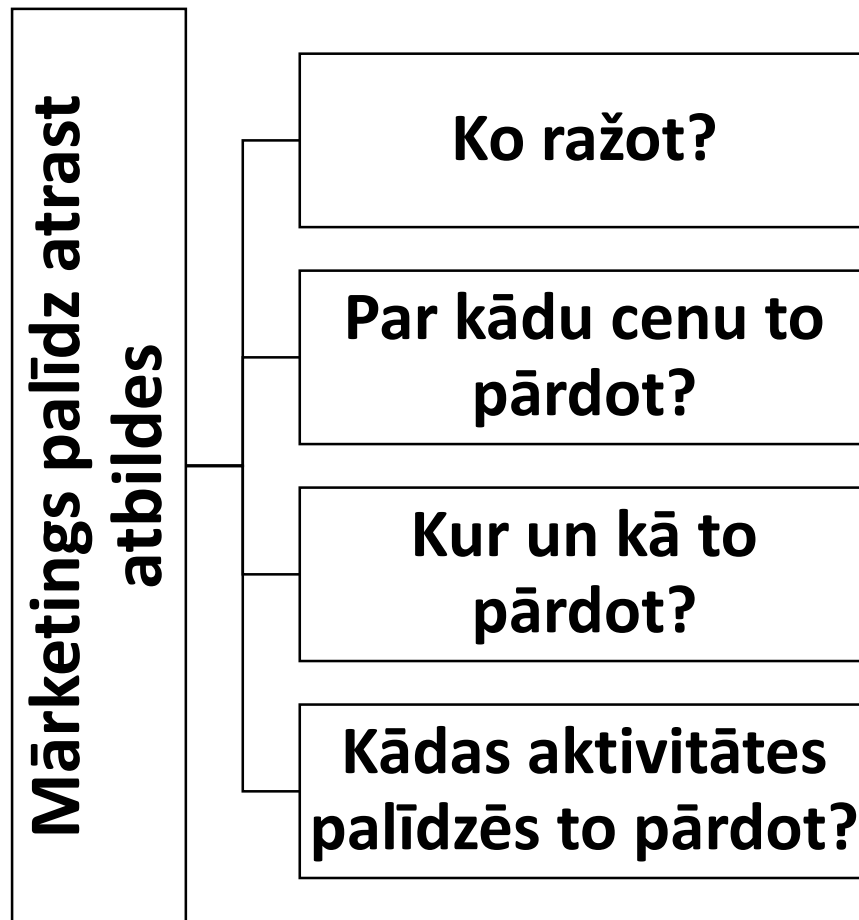 Mārketings palīdz atrast
atbildes
Ko ražot?
Par kādu cenu to
pārdot?
Kur un kā to
pārdot?
Kādas aktivitātes
palīdzēs to pārdot?